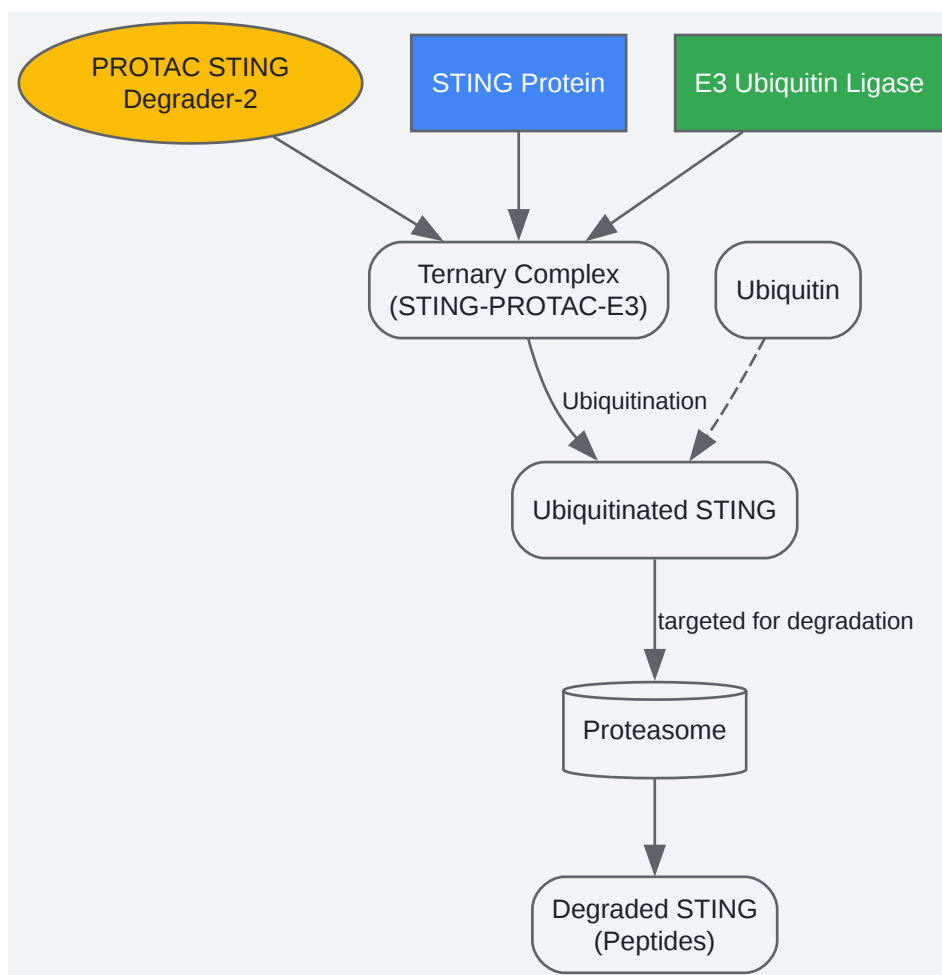 PROTAC STING
Degrader-2
STING Protein
E3 Ubiquitin Ligase
Ternary Complex
(STING-PROTAC-E3)
Ubiquitin
Ubiquitination
Ubiquitinated STING
targeted for degradation
Proteasome
Degraded STING
(Peptides)